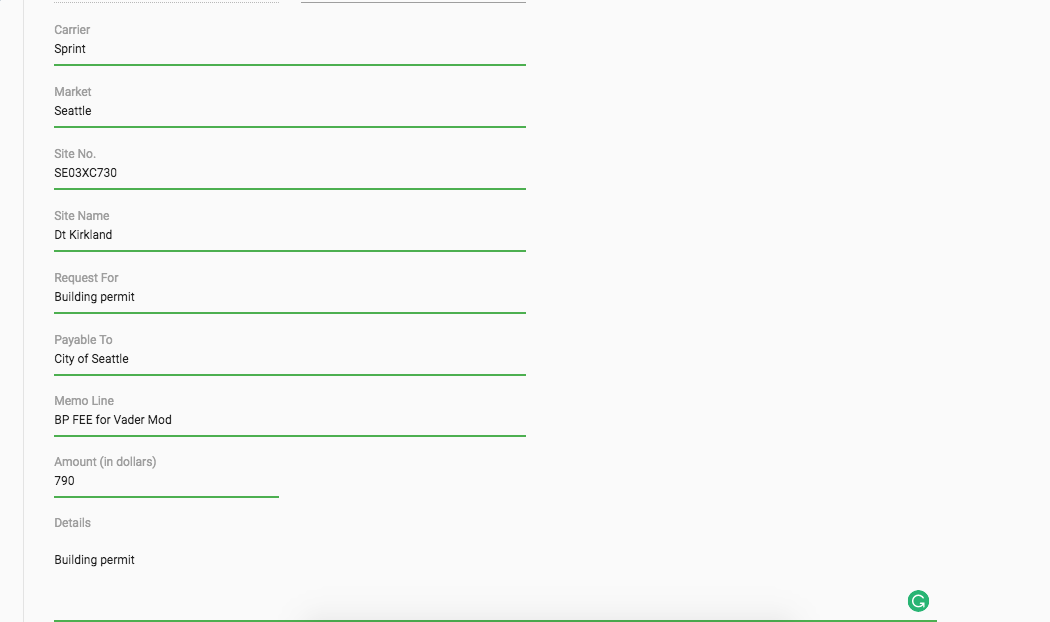 Carrier
Sprint
Market
Seattle
Site No.
SE03XC730
Site Name
Dt Kirkland
Request For
Building permit
Payable To
City of Seattle
Memo Line
BP FEE for Vader Mod
Amount (in dollars)
790
Details
Building permit